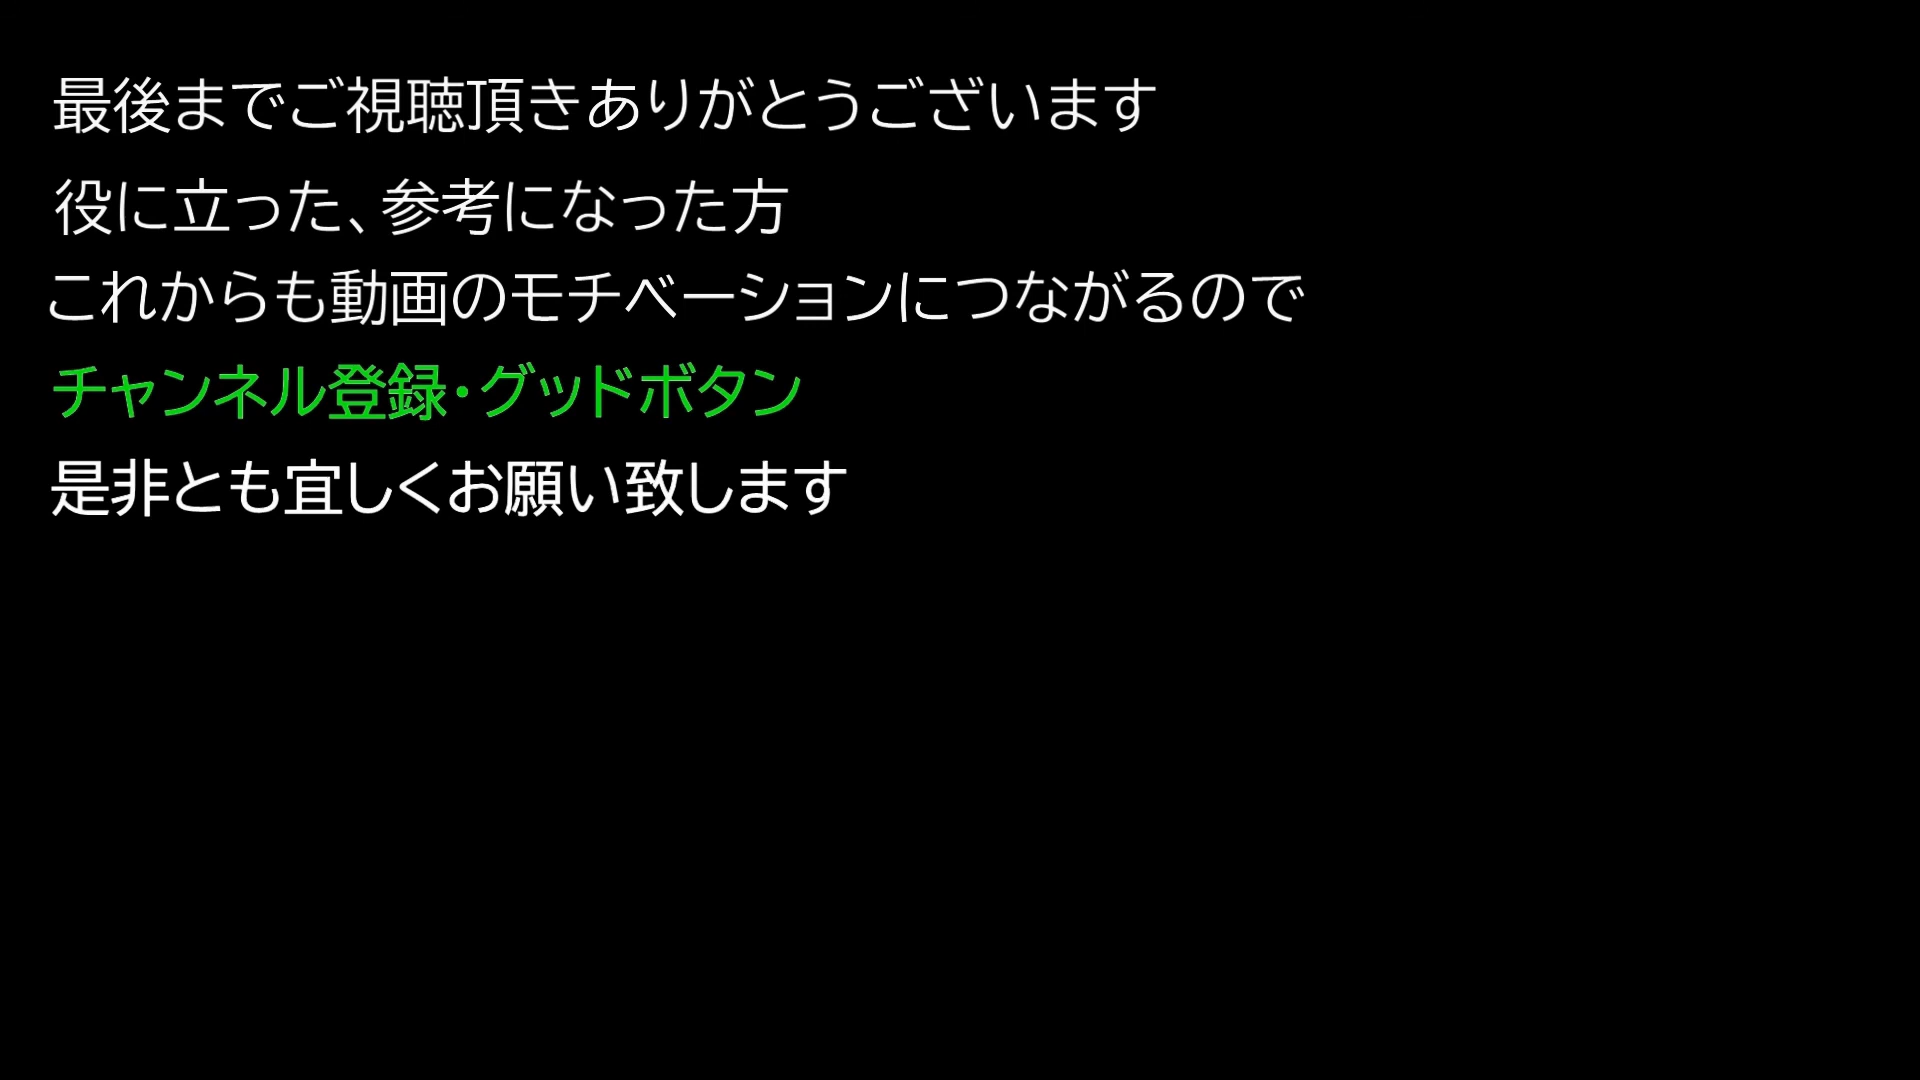 最後までご視聴頂きありがとうございます
役に立った、参考になった方
これからも動画のモチベーションにつながるので
チャンネル登録・グッドボタン
是非とも宜しくお願い致します